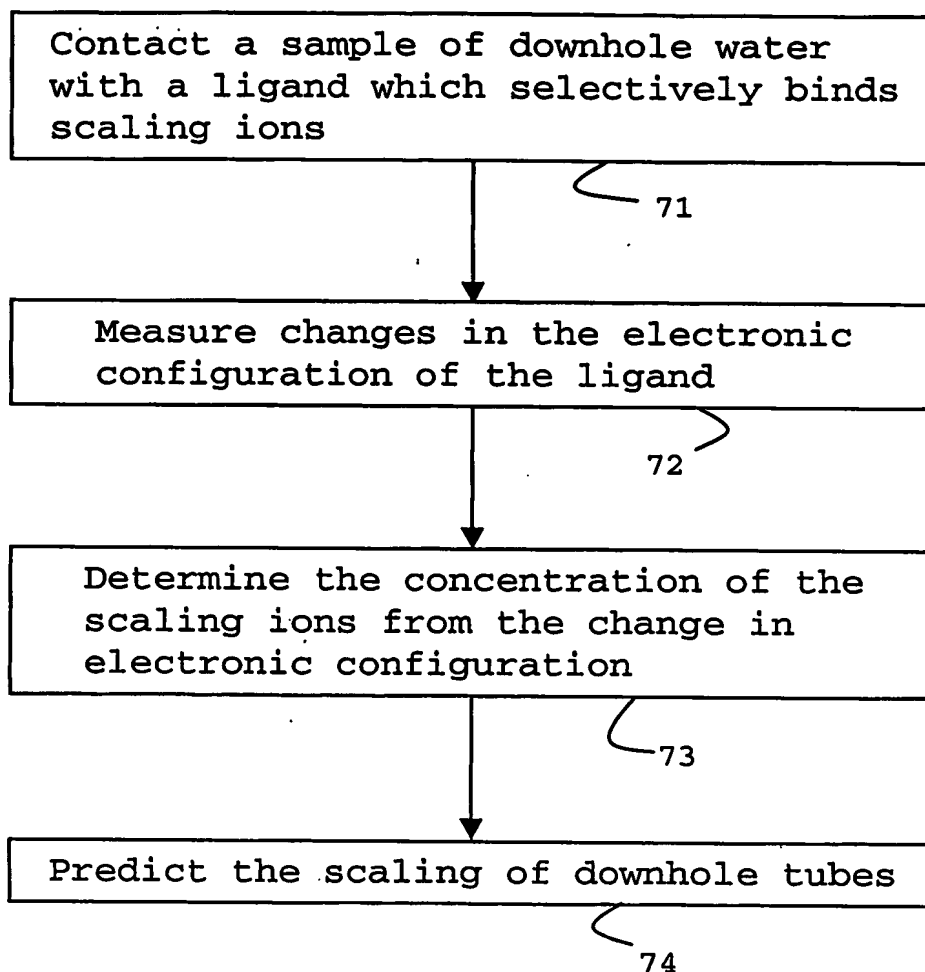 Contact a sample of downhole water
with a ligand which selectively binds
scaling ions
71
Measure changes in the electronic
configuration of the ligand
72
Determine the concentration of the
scaling ions from the change in
electronic configuration
73
Predict the scaling of downhole tubes
74